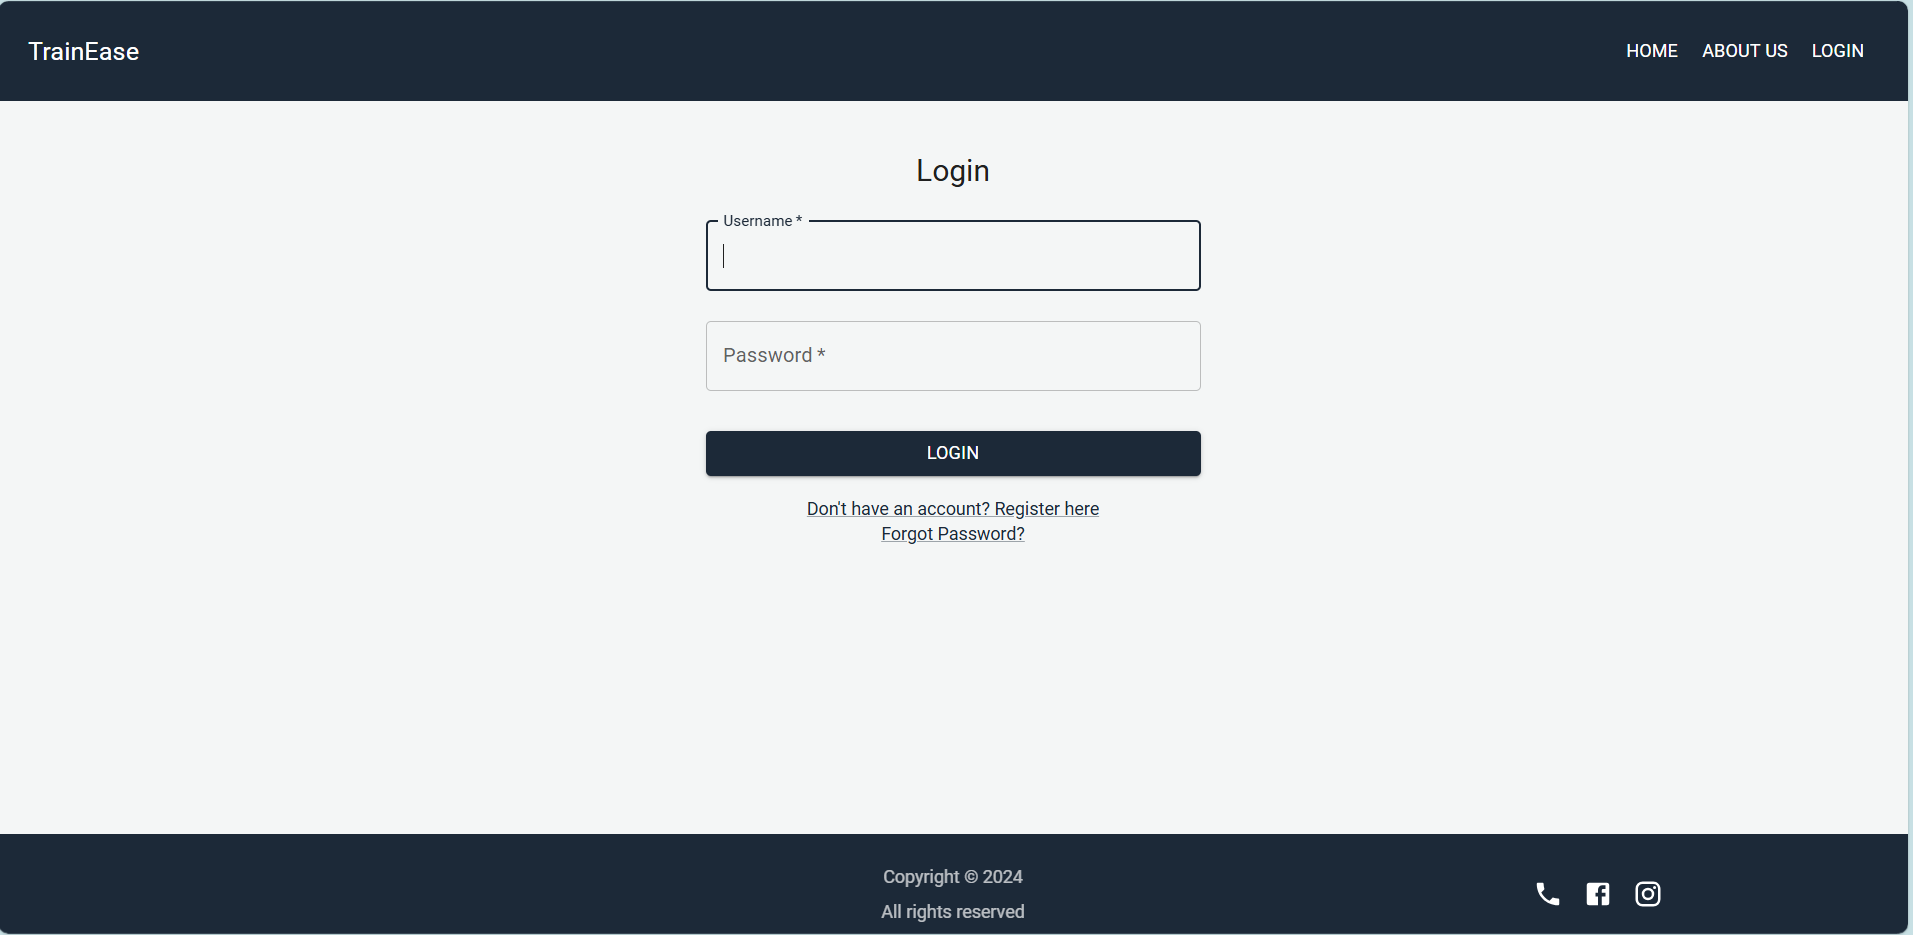 TrainEase
HOME ABOUT US LOGIN
Login
Username *
Password *
LOGIN
Don't have an account? Register here
Forgot Password?
Copyright © 2024
All rights reserved